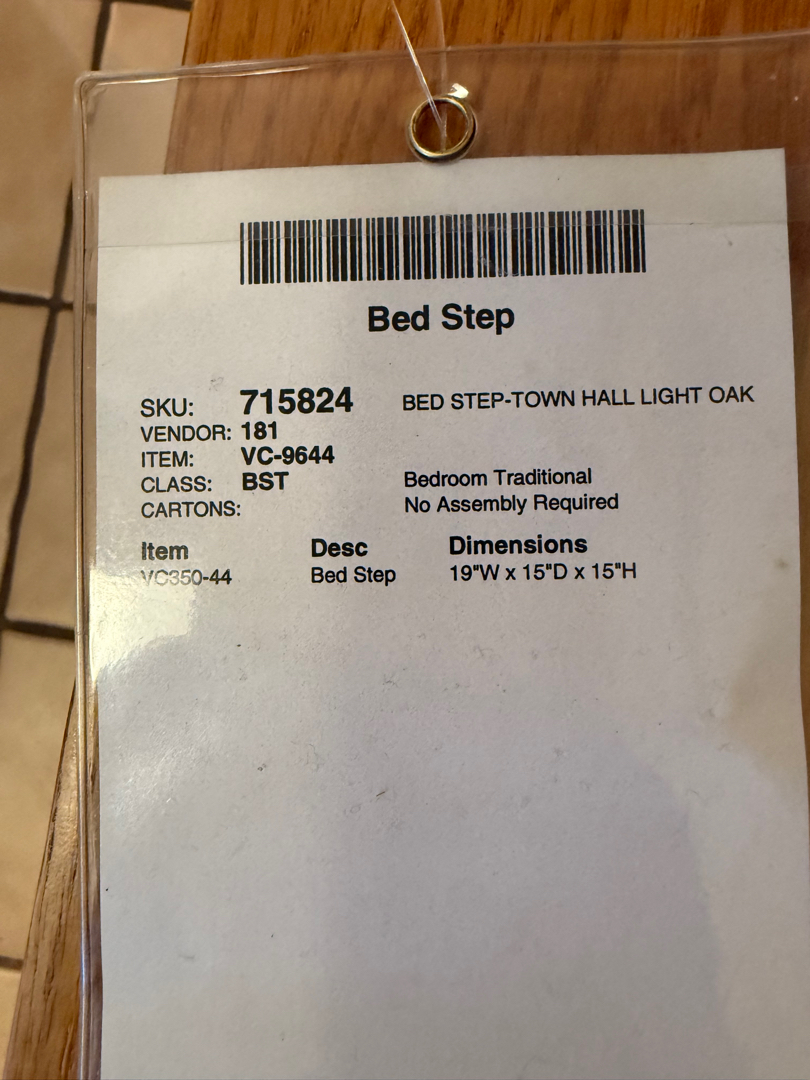 Bed Step
SKU: 715824 BED STEP-TOWN HALL LIGHT OAK
VENDOR: 181
ITEM: VC-9644
CLASS: BST Bedroom Traditional
CARTONS: No Assembly Required
Item Desc Dimensions
VC350-44 Bed Step 19"W x 15"D x 15"H